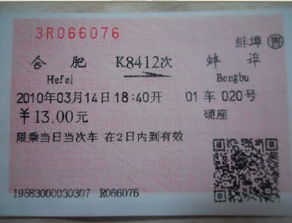 3R066076
蚌埠 售
合肥 K8412次 蚌埠
Hefei Bengbu
2010年03月14日18:40开 01车020号
￥13.00元 硬座
限乘当日当次车 在2日内到有效
19583000030307 R066076